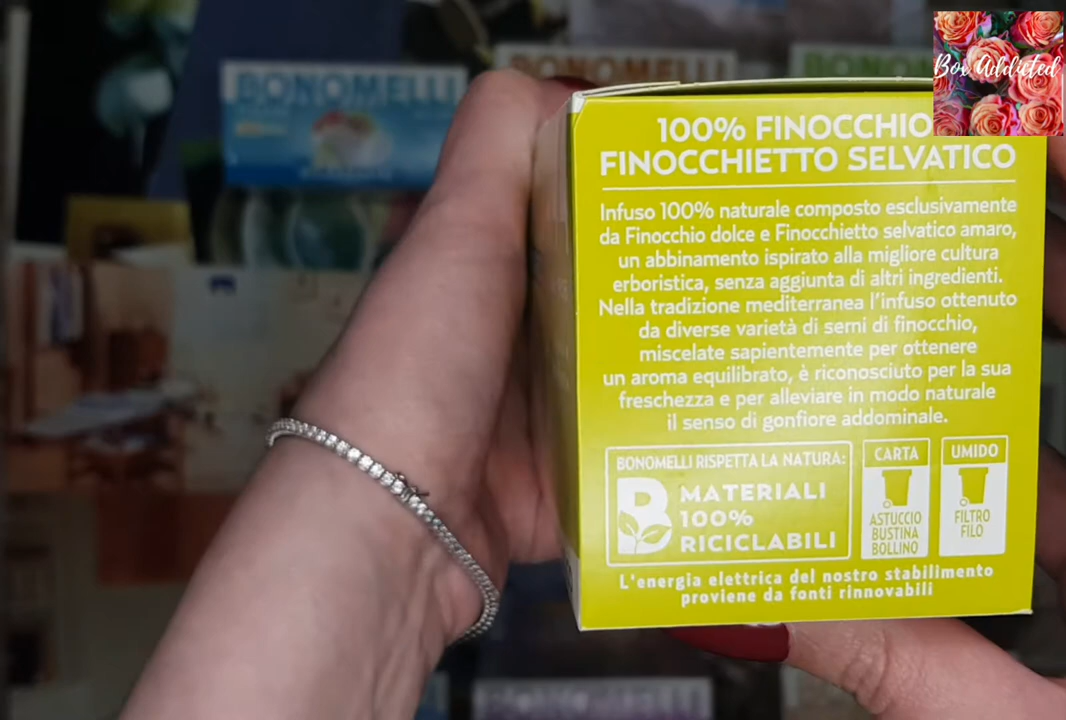 BONOMELLI
BONOMELLI
Box Addicted
100% FINOCCHIO
FINOCCHIETTO SELVATICO
Infuso 100% naturale composto esclusivamente
da Finocchio dolce e Finocchietto selvatico amaro,
un abbinamento ispirato alla migliore cultura
erboristica, senza aggiunta di altri ingredienti.
Nella tradizione mediterranea l'infuso ottenuto
da diverse varietà di semi di finocchio,
miscelate sapientemente per ottenere
un aroma equilibrato, è riconosciuto per la sua
freschezza e per alleviare in modo naturale
il senso di gonfiore addominale.
BONOMELLI RISPETTA LA NATURA:
B MATERIALI
100%
RICICLABILI
CARTA
ASTUCCIO
BUSTINA
BOLLINO
UMIDO
FILTRO
FILO
L'energia elettrica del nostro stabilimento
proviene da fonti rinnovabili